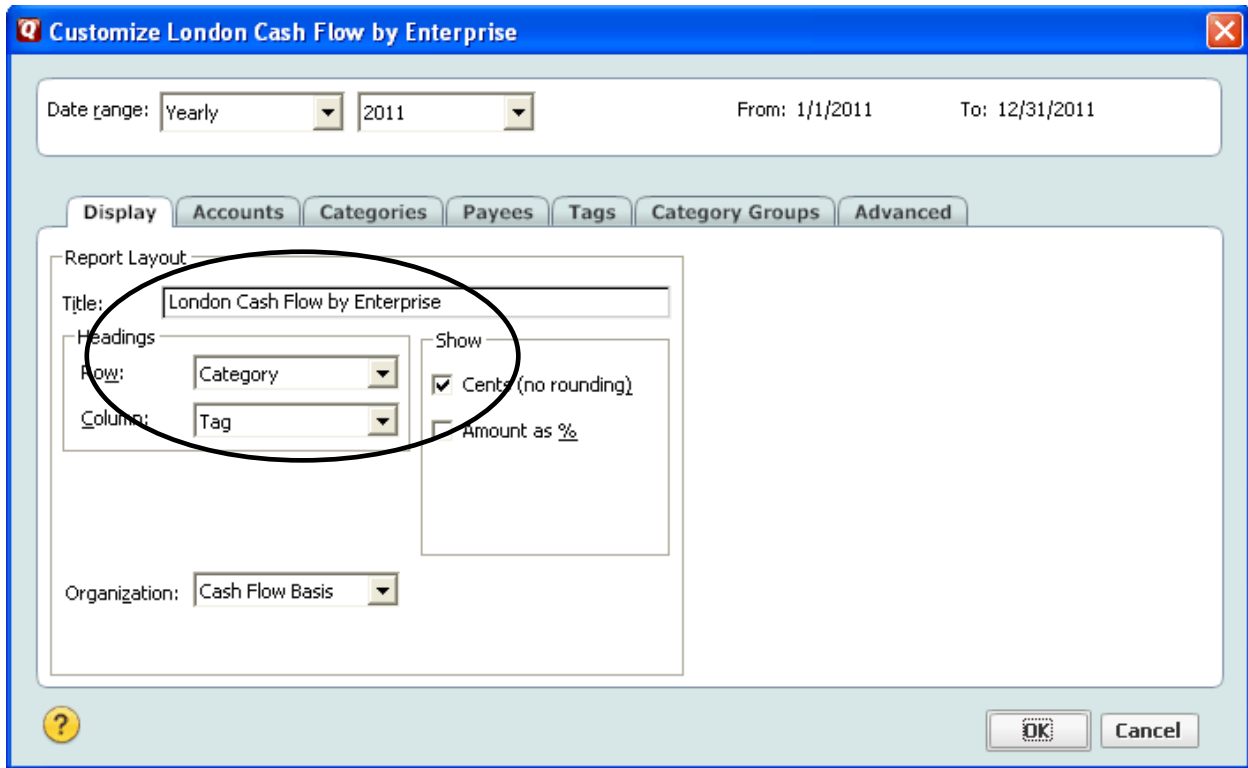 Customize London Cash Flow by Enterprise
Date range: Yearly 2011 From: 1/1/2011 To: 12/31/2011
Display Accounts Categories Payees Tags Category Groups Advanced
Report Layout
Title: London Cash Flow by Enterprise
Headings
Row: Category
Column: Tag
Show
Cents (no rounding)
Amount as %
Organization: Cash Flow Basis
?
OK Cancel